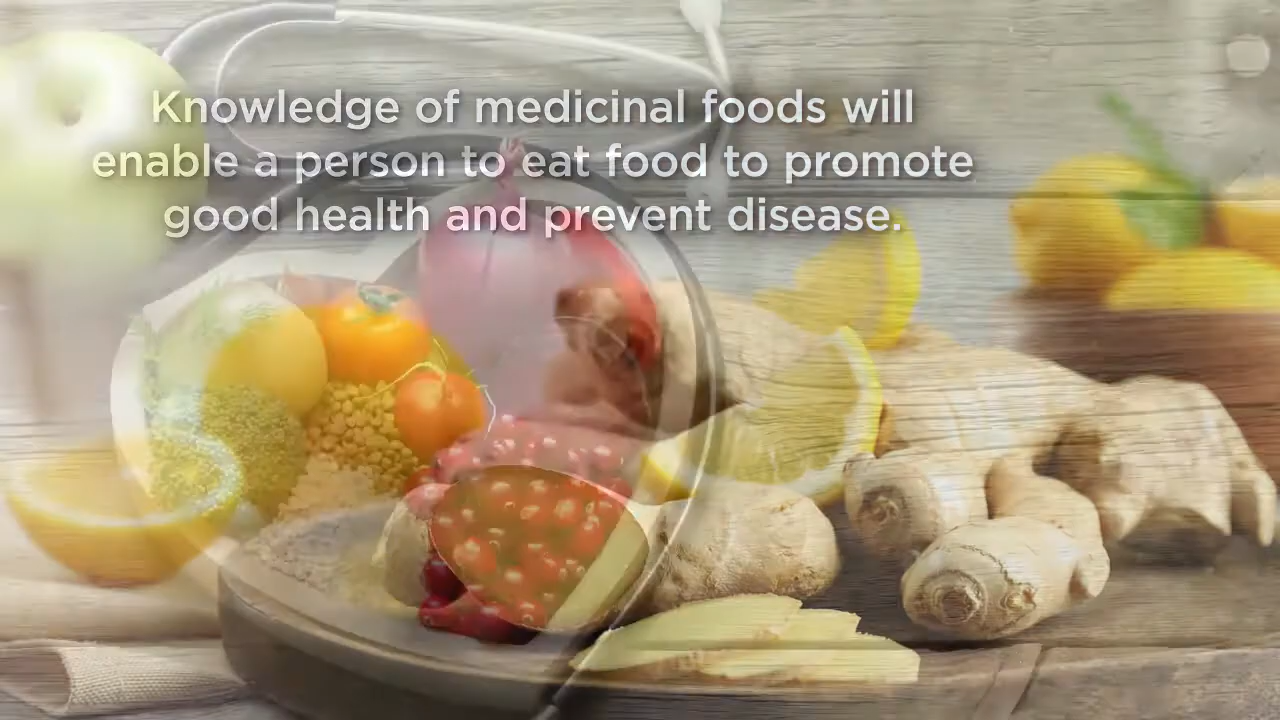 Knowledge of medicinal foods will
enable a person to eat food to promote
good health and prevent disease.